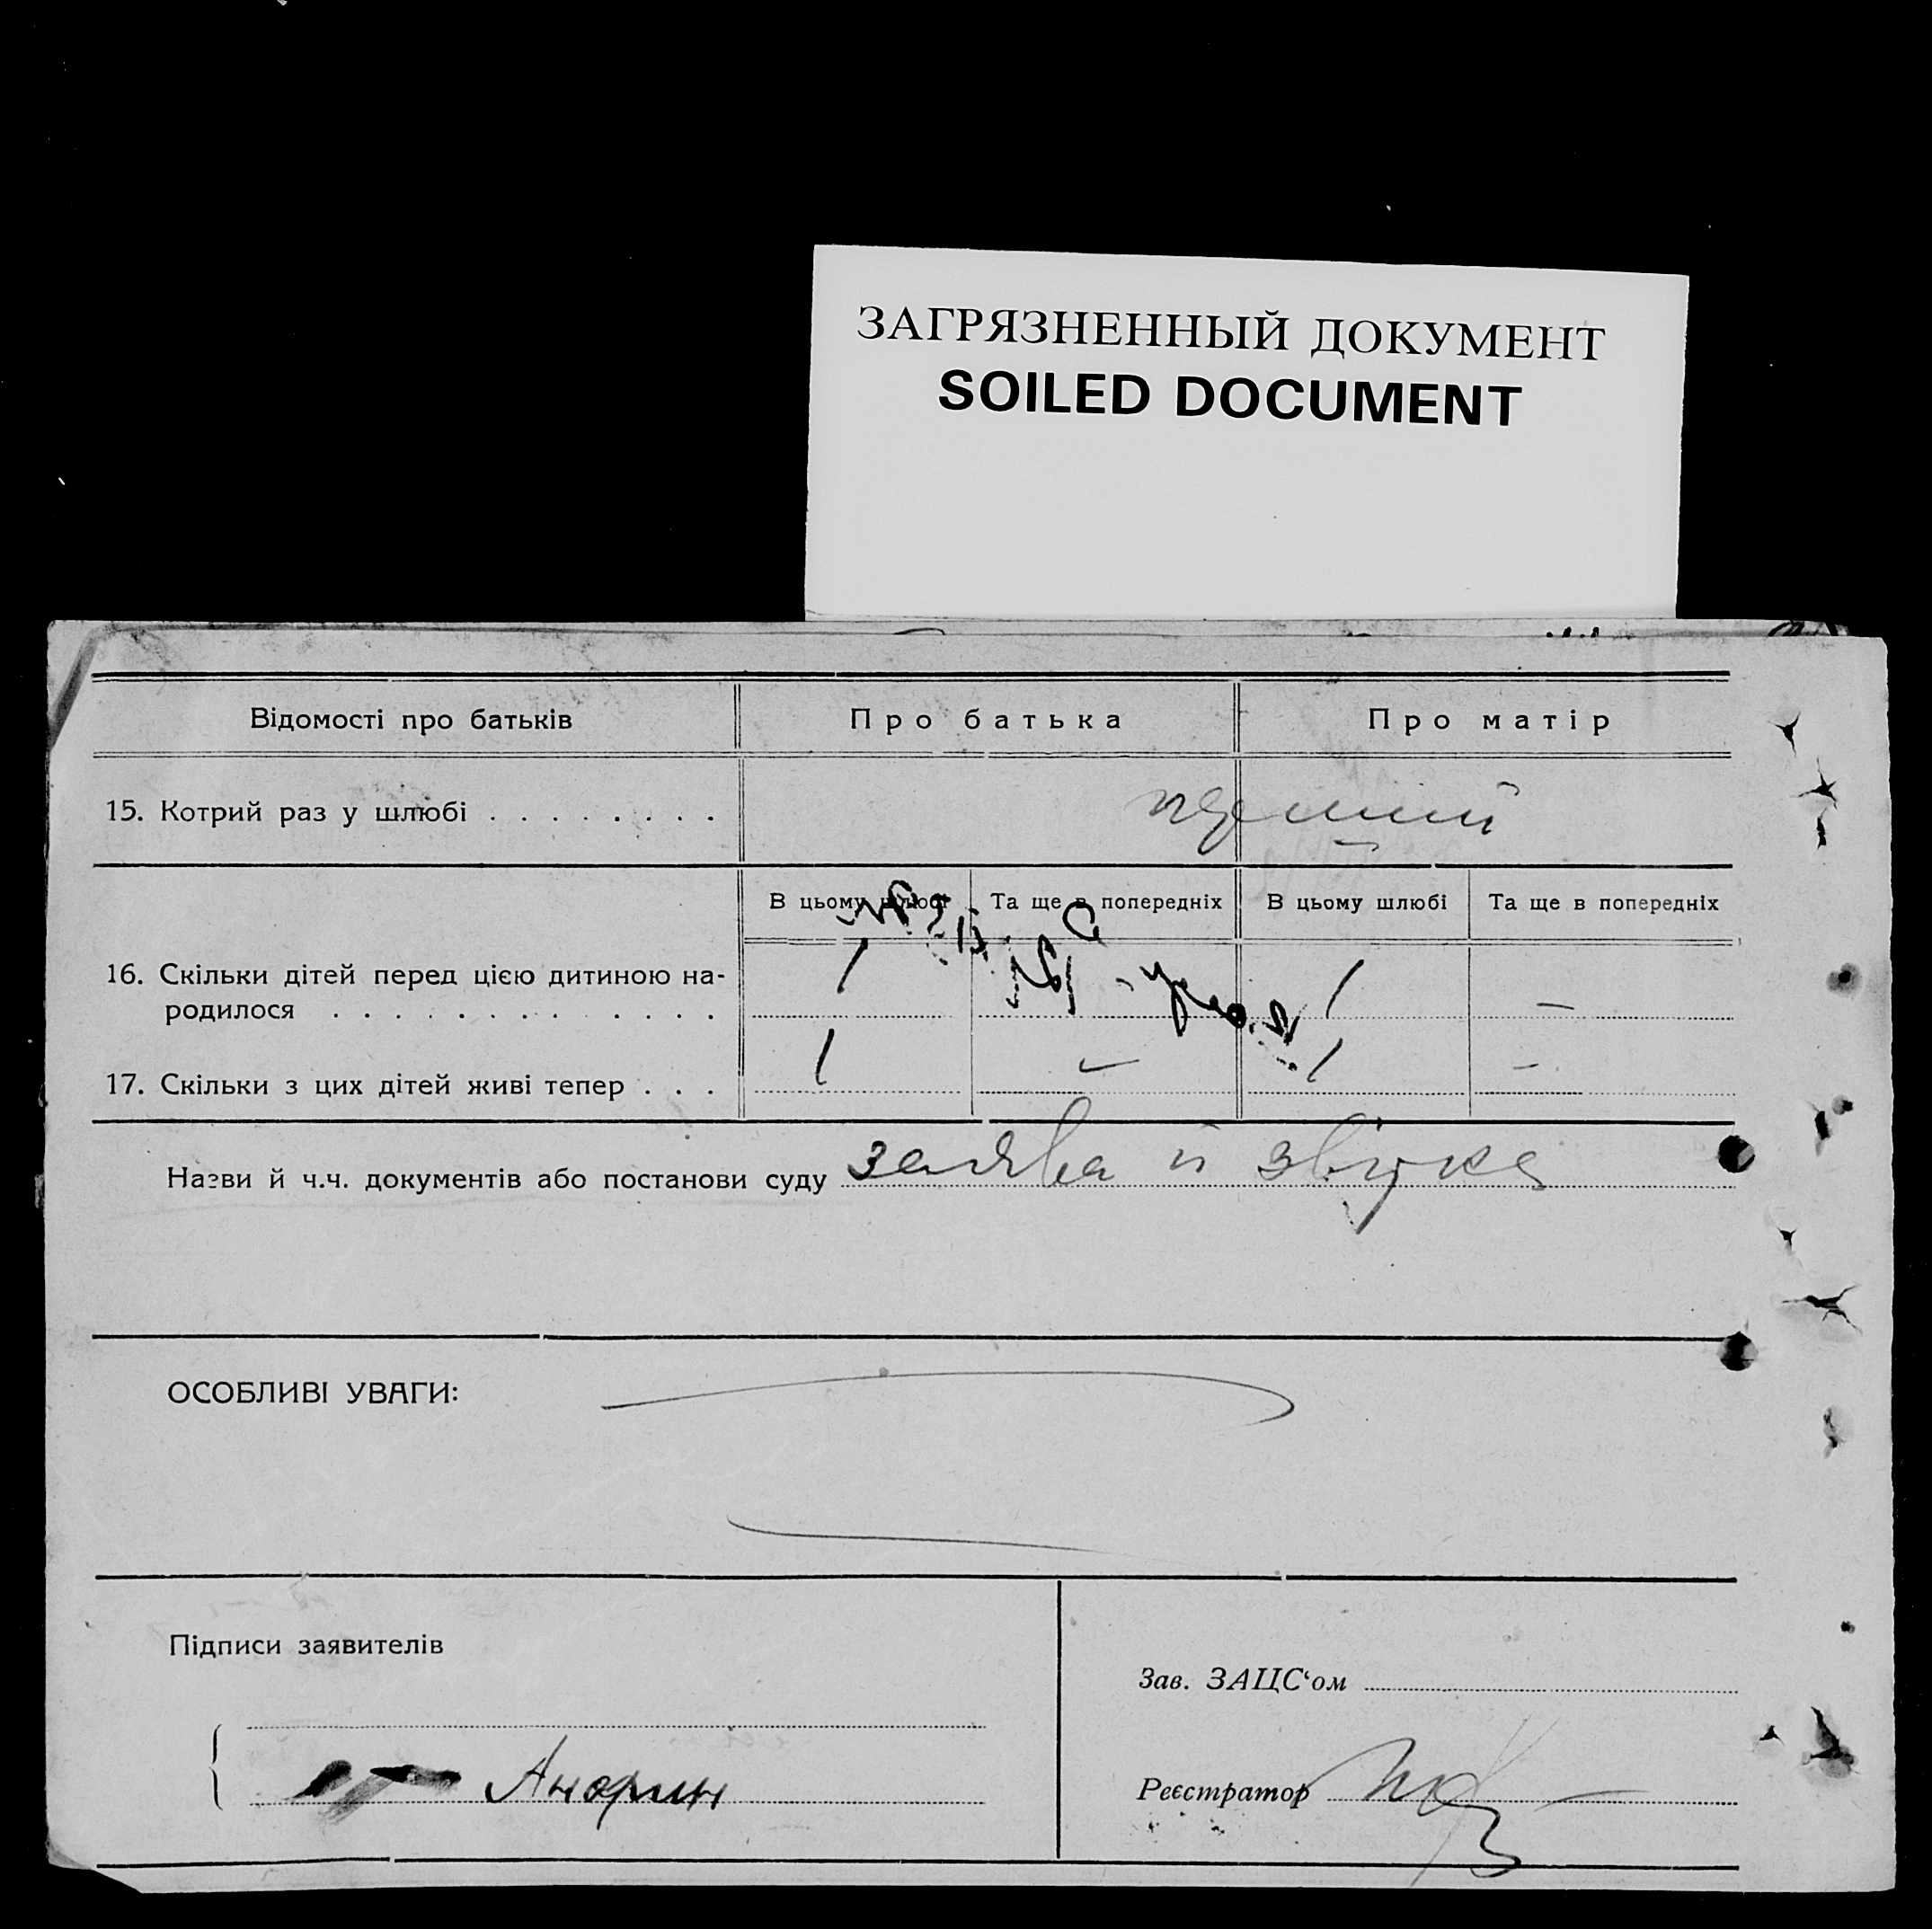 ЗАГРЯЗНЕННЫЙ ДОКУМЕНТ
SOILED DOCUMENT
Відомості про батьків Про батька Про матір
15. Котрий раз у шлюбі . . . . . . . .
В цьому шлюбі Та ще в попередніх В цьому шлюбі Та ще в попередніх
16. Скільки дітей перед цією дитиною на-
родилося . . . . . . . . . . . . . 1 1 —
17. Скільки з цих дітей живі тепер . . . 1 – 1 –
Назви й ч.ч. документів або постанови суду заява й
ОСОБЛИВІ УВАГИ:
Підписи заявителів
Зав. ЗАЦС‘ом
Реєстратор